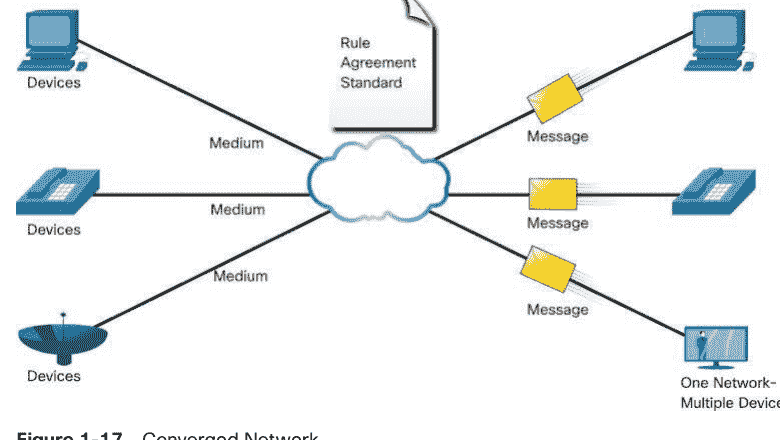 Rule
Agreement
Standard
Devices
Medium
Message
Devices
Medium
Message
Medium
Message
Devices
One Network-
Multiple Device
Figure 1-17 Converged Network